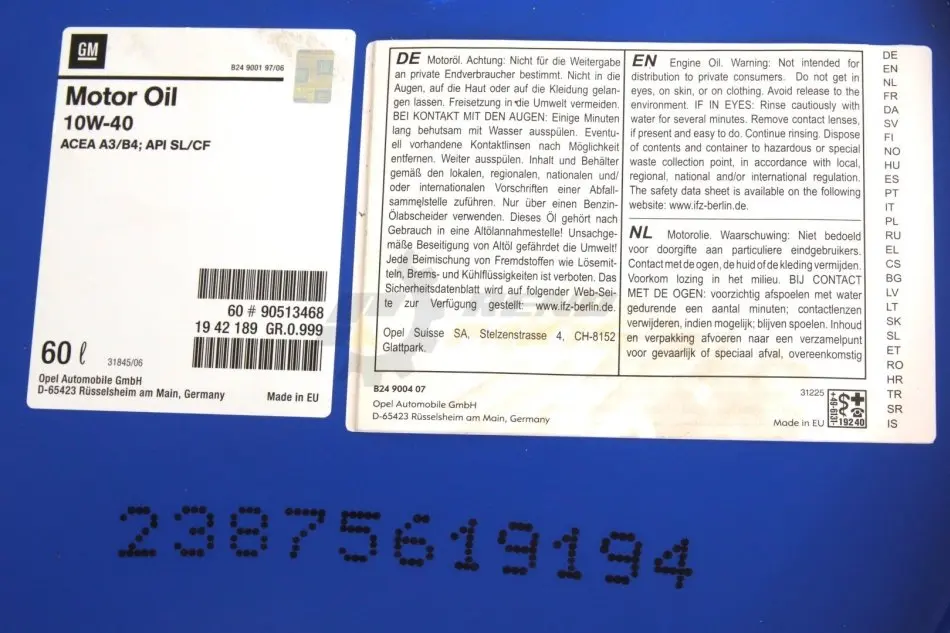 GM
B24 9001 97/06
Motor Oil
10W-40
ACEA A3/B4; API SL/CF
60 # 90513468
19 42 189 GR.0.999
60 ℓ
31845/06
Opel Automobile GmbH
D-65423 Rüsselsheim am Main, Germany
Made in EU
DE Motoröl. Achtung: Nicht für die Weitergabe
an private Endverbraucher bestimmt. Nicht in die
Augen, auf die Haut oder auf die Kleidung gelan-
gen lassen. Freisetzung in die Umwelt vermeiden.
BEI KONTAKT MIT DEN AUGEN: Einige Minuten
lang behutsam mit Wasser ausspülen. Eventu-
ell vorhandene Kontaktlinsen nach Möglichkeit
entfernen. Weiter ausspülen. Inhalt und Behälter
gemäß den lokalen, regionalen, nationalen und/
oder internationalen Vorschriften einer Abfall-
sammelstelle zuführen. Nur über einen Benzin-
Ölabscheider verwenden. Dieses Öl gehört nach
Gebrauch in eine Altölannahmestelle! Unsachge-
mäße Beseitigung von Altöl gefährdet die Umwelt!
Jede Beimischung von Fremdstoffen wie Lösemit-
teln, Brems- und Kühlflüssigkeiten ist verboten. Das
Sicherheitsdatenblatt wird auf folgender Web-Sei-
te zur Verfügung gestellt: www.ifz-berlin.de.
Opel Suisse SA, Stelzenstrasse 4, CH-8152
Glattpark.
EN Engine Oil. Warning: Not intended for
distribution to private consumers. Do not get in
eyes, on skin, or on clothing. Avoid release to the
environment. IF IN EYES: Rinse cautiously with
water for several minutes. Remove contact lenses,
if present and easy to do. Continue rinsing. Dispose
of contents and container to hazardous or special
waste collection point, in accordance with local,
regional, national and/or international regulation.
The safety data sheet is available on the following
website: www.ifz-berlin.de.
NL Motorolie. Waarschuwing: Niet bedoeld
voor doorgifte aan particuliere eindgebruikers.
Contact met de ogen, de huid of de kleding vermijden.
Voorkom lozing in het milieu. BIJ CONTACT
MET DE OGEN: voorzichtig afspoelen met water
gedurende een aantal minuten; contactlenzen
verwijderen, indien mogelijk; blijven spoelen. Inhoud
en verpakking afvoeren naar een verzamelpunt
voor gevaarlijk of speciaal afval, overeenkomstig
B24 9004 07
Opel Automobile GmbH
D-65423 Rüsselsheim am Main, Germany
31225
Made in EU
19240
DE
EN
NL
FR
DA
SV
FI
NO
HU
ES
PT
IT
PL
RU
EL
CS
BG
LV
LT
SK
SL
ET
RO
HR
TR
SR
IS
238756191194